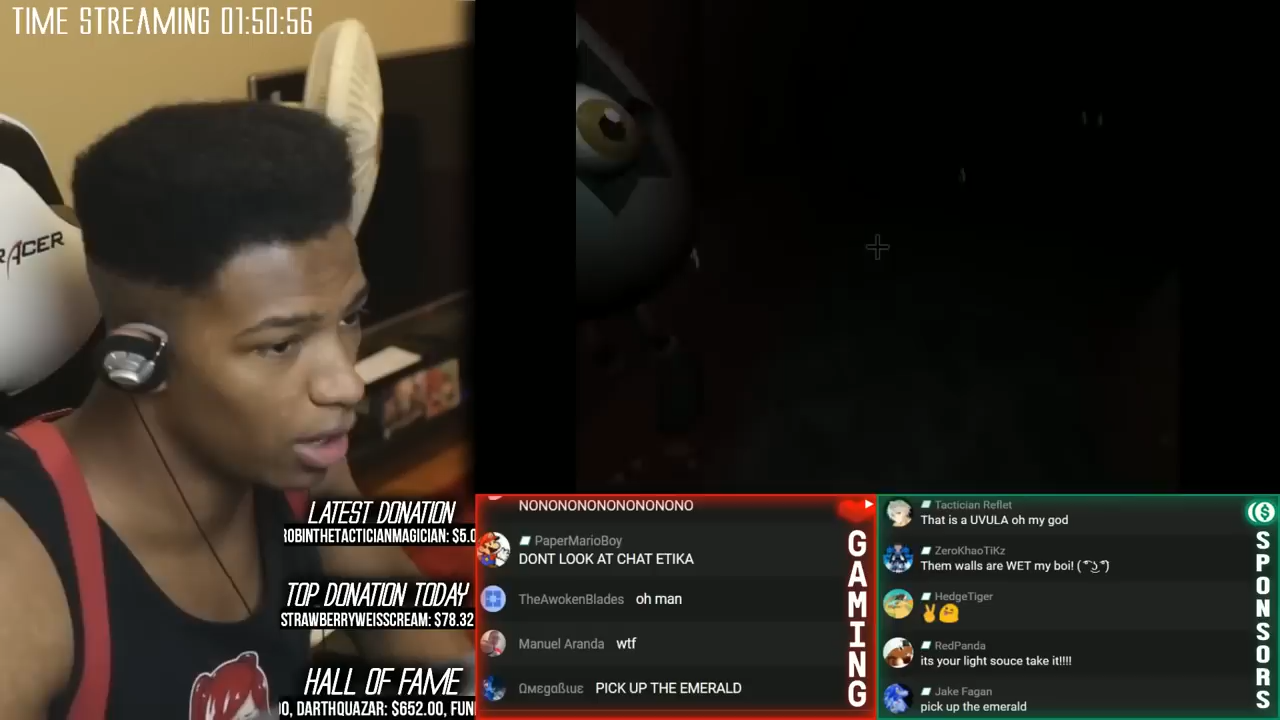 TIME STREAMING 01:50:56
RACER
LATEST DONATION
ROBINTHETACTICIANMAGICIAN: $5.0
TOP DONATION TODAY
STRAWBERRYWEISSCREAM: $78.32
HALL OF FAME
00, DARTHQUAZAR: $652.00, FUN
NONONONONONONONONO
PaperMarioBoy
DONT LOOK AT CHAT ETIKA
TheAwokenBlades oh man
Manuel Aranda wtf
ΩмεgαΒιυε PICK UP THE EMERALD
GAMING
Tactician Reflet
That is a UVULA oh my god
ZeroKhaoTiKz
Them walls are WET my boi! ( ͡° ͜ʖ ͡°)
HedgeTiger
✌😋
RedPanda
its your light souce take it!!!!
Jake Fagan
pick up the emerald
SPONSORS